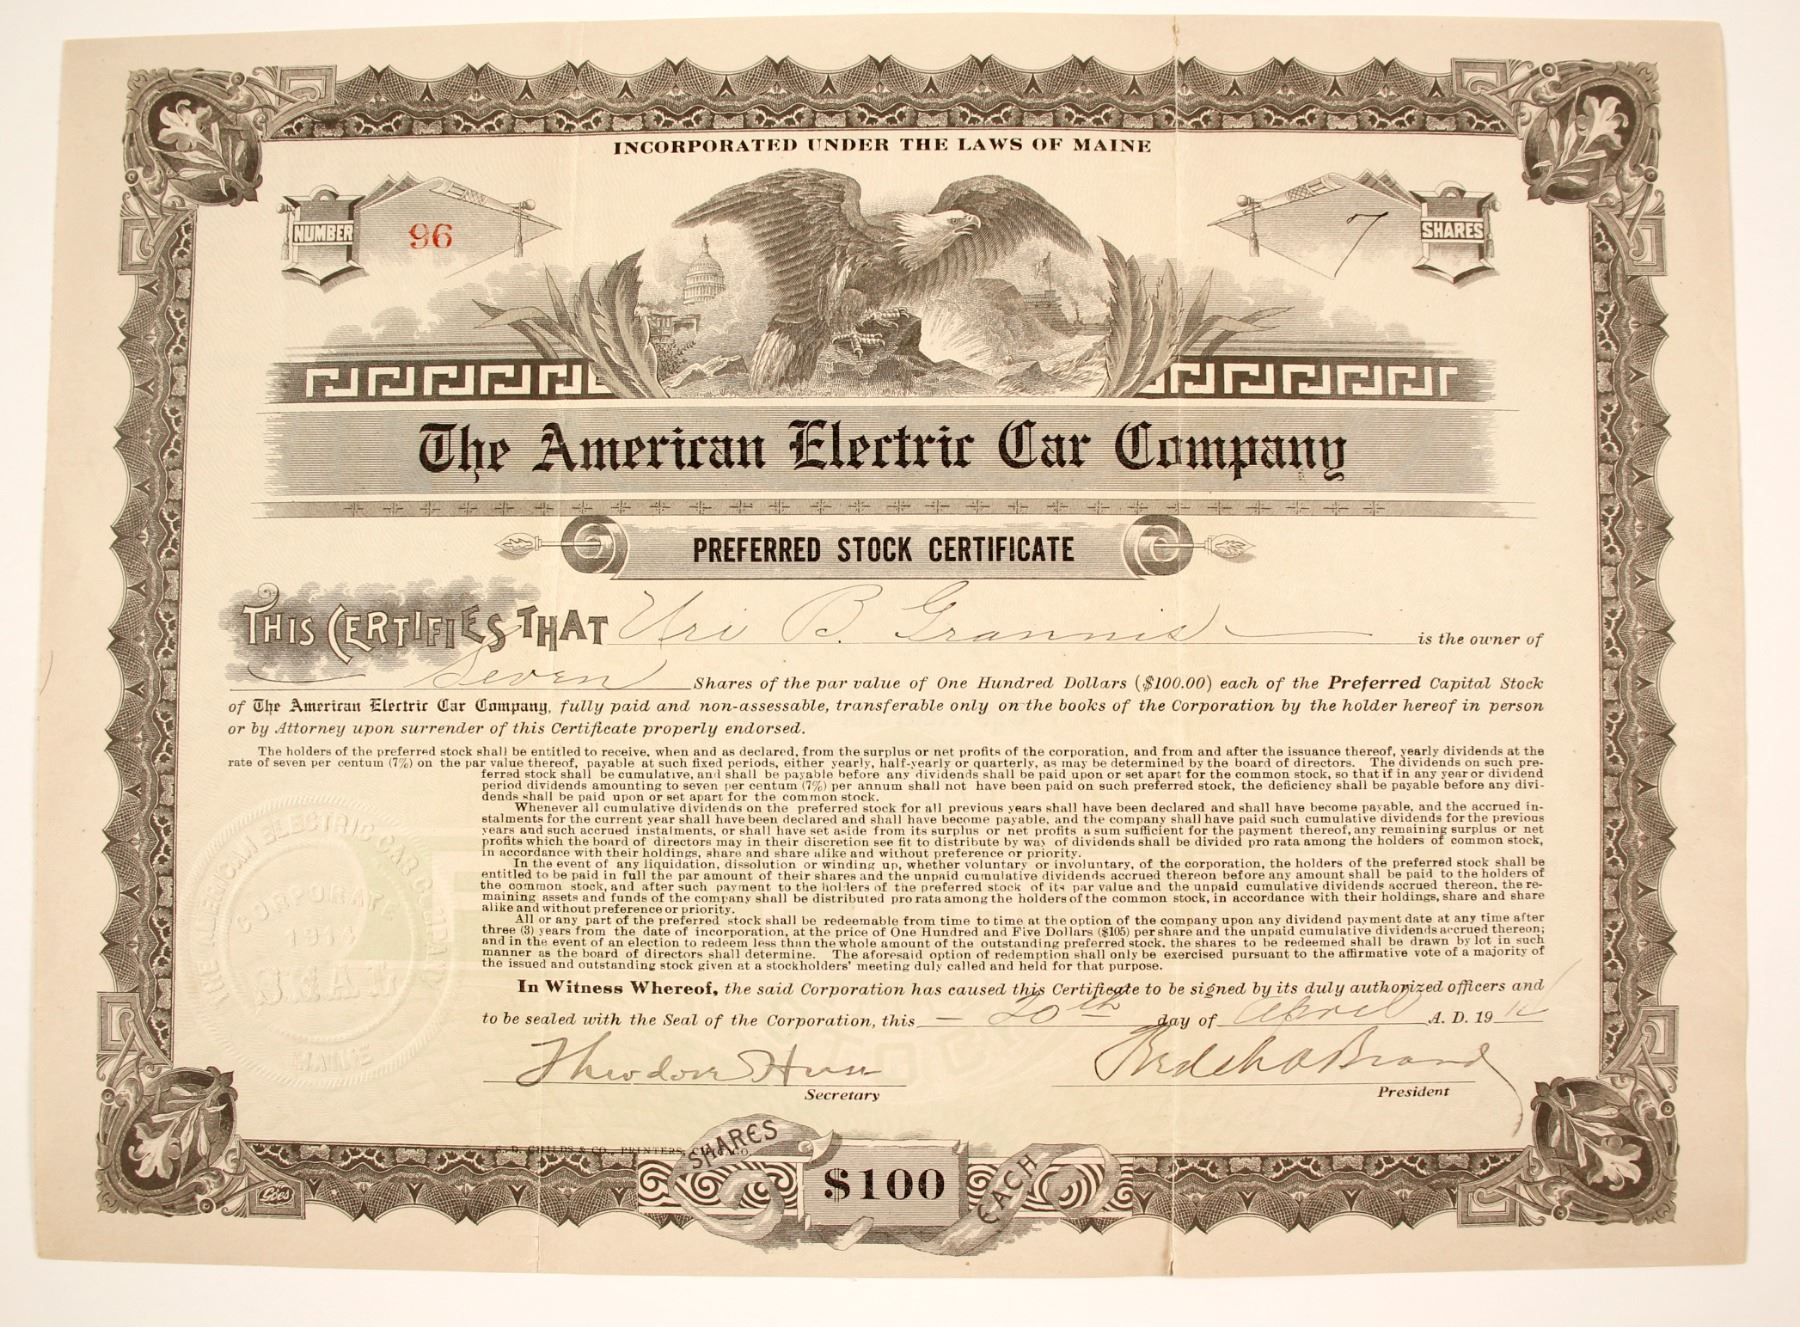 INCORPORATED UNDER THE LAWS OF MAINE
NUMBER 96
7 SHARES
The American Electric Car Company
PREFERRED STOCK CERTIFICATE
THIS CERTIFIES THAT Uri B. Grannis is the owner of
Seven Shares of the par value of One Hundred Dollars ($100.00) each of the Preferred Capital Stock
of The American Electric Car Company, fully paid and non-assessable, transferable only on the books of the Corporation by the holder hereof in person
or by Attorney upon surrender of this Certificate properly endorsed.
The holders of the preferred stock shall be entitled to receive, when and as declared, from the surplus or net profits of the corporation, and from and after the issuance thereof, yearly dividends at the
rate of seven per centum (7%) on the par value thereof, payable at such fixed periods, either yearly, half-yearly or quarterly, as may be determined by the board of directors. The dividends on such pre-
ferred stock shall be cumulative, and shall be payable before any dividends shall be paid upon or set apart for the common stock, so that if in any year or dividend
period dividends amounting to seven per centum (7%) per annum shall not have been paid on such preferred stock, the deficiency shall be payable before any divi-
dends shall be paid upon or set apart for the common stock.
Whenever all cumulative dividends on the preferred stock for all previous years shall have been declared and shall have become payable, and the accrued in-
stalments for the current year shall have been declared and shall have become payable, and the company shall have paid such cumulative dividends for the previous
years and such accrued instalments, or shall have set aside from its surplus or net profits a sum sufficient for the payment thereof, any remaining surplus or net
profits which the board of directors may in their discretion see fit to distribute by way of dividends shall be divided pro rata among the holders of common stock,
in accordance with their holdings, share and share alike and without preference or priority.
In the event of any liquidation, dissolution or winding up, whether voluntary or involuntary, of the corporation, the holders of the preferred stock shall be
entitled to be paid in full the par amount of their shares and the unpaid cumulative dividends accrued thereon before any amount shall be paid to the holders of
the common stock, and after such payment to the holders of the preferred stock of its par value and the unpaid cumulative dividends accrued thereon, the re-
maining assets and funds of the company shall be distributed pro rata among the holders of the common stock, in accordance with their holdings, share and share
alike and without preference or priority.
All or any part of the preferred stock shall be redeemable from time to time at the option of the company upon any dividend payment date at any time after
three (3) years from the date of incorporation, at the price of One Hundred and Five Dollars ($105) per share and the unpaid cumulative dividends accrued thereon;
and in the event of an election to redeem less than the whole amount of the outstanding preferred stock, the shares to be redeemed shall be drawn by lot in such
manner as the board of directors shall determine. The aforesaid option of redemption shall only be exercised pursuant to the affirmative vote of a majority of
the issued and outstanding stock given at a stockholders' meeting duly called and held for that purpose.
THE AMERICAN ELECTRIC CAR COMPANY
CORPORATE
1914
SEAL
MAINE
In Witness Whereof, the said Corporation has caused this Certificate to be signed by its duly authorized officers and
to be sealed with the Seal of the Corporation, this 20th day of April A. D. 19
Theodore
Secretary
President
S. D. CHILDS & CO., PRINTERS
SHARES $100 EACH
Goes